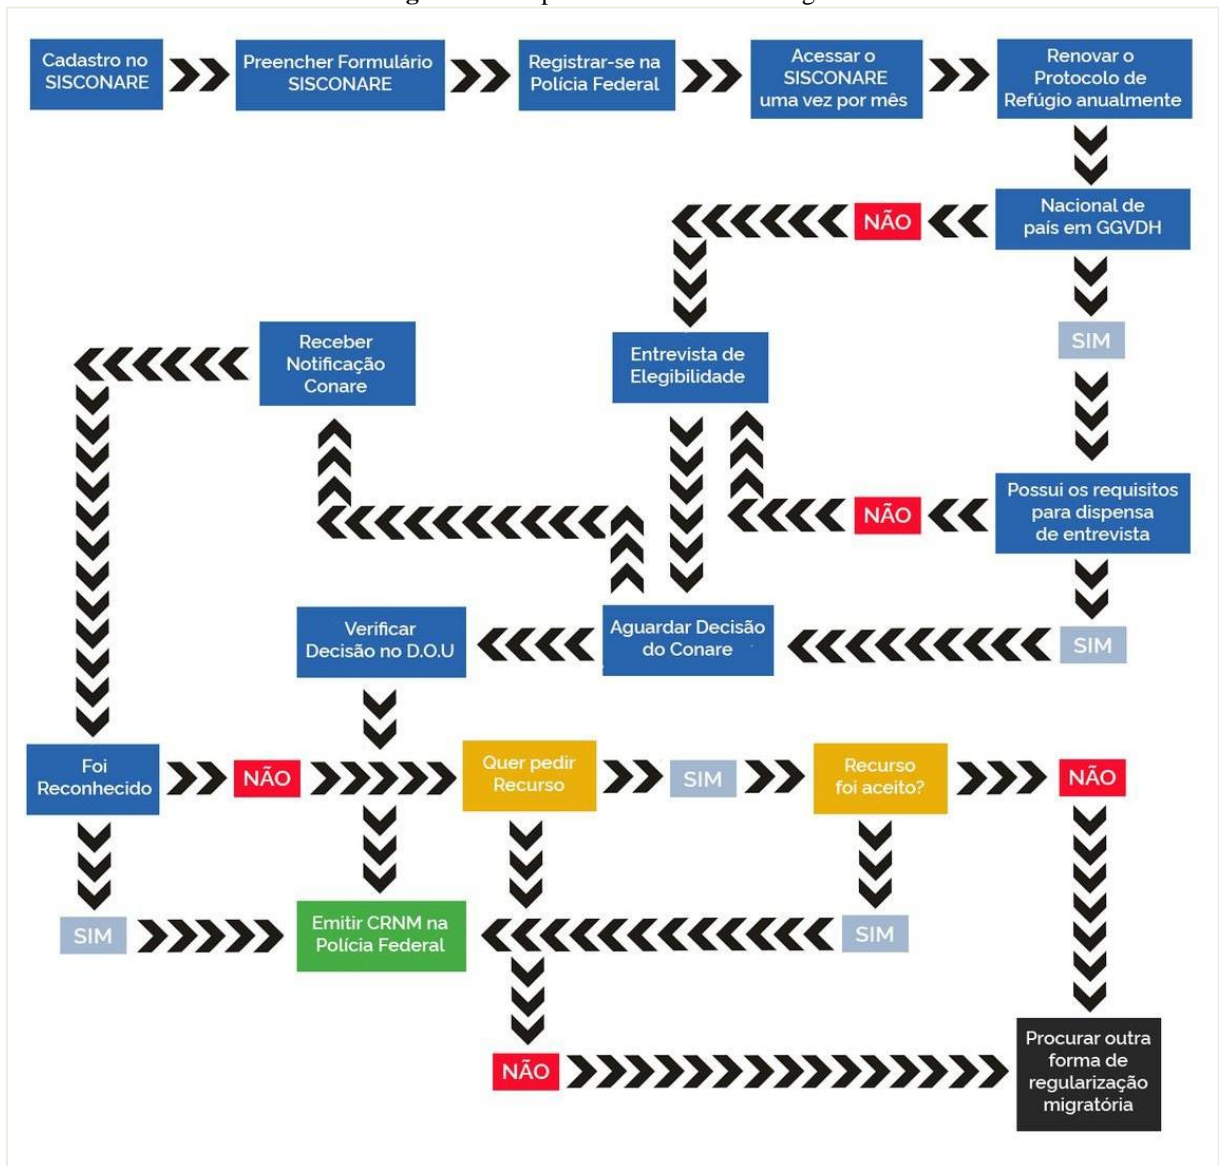 Cadastro no
SISCONARE
Preencher Formulário
SISCONARE
Registrar-se na
Polícia Federal
Acessar o
SISCONARE
uma vez por mês
Renovar o
Protocolo de
Refúgio anualmente
NÃO
Nacional de
país em GGVDH
SIM
Receber
Notificação
Conare
Entrevista de
Elegibilidade
NÃO
Possui os requisitos
para dispensa
de entrevista
Verificar
Decisão no D.O.U
Aguardar Decisão
do Conare
SIM
Foi
Reconhecido
NÃO
Quer pedir
Recurso
SIM
Recurso
foi aceito?
NÃO
SIM
Emitir CRNM na
Polícia Federal
SIM
NÃO
Procurar outra
forma de
regularização
migratória